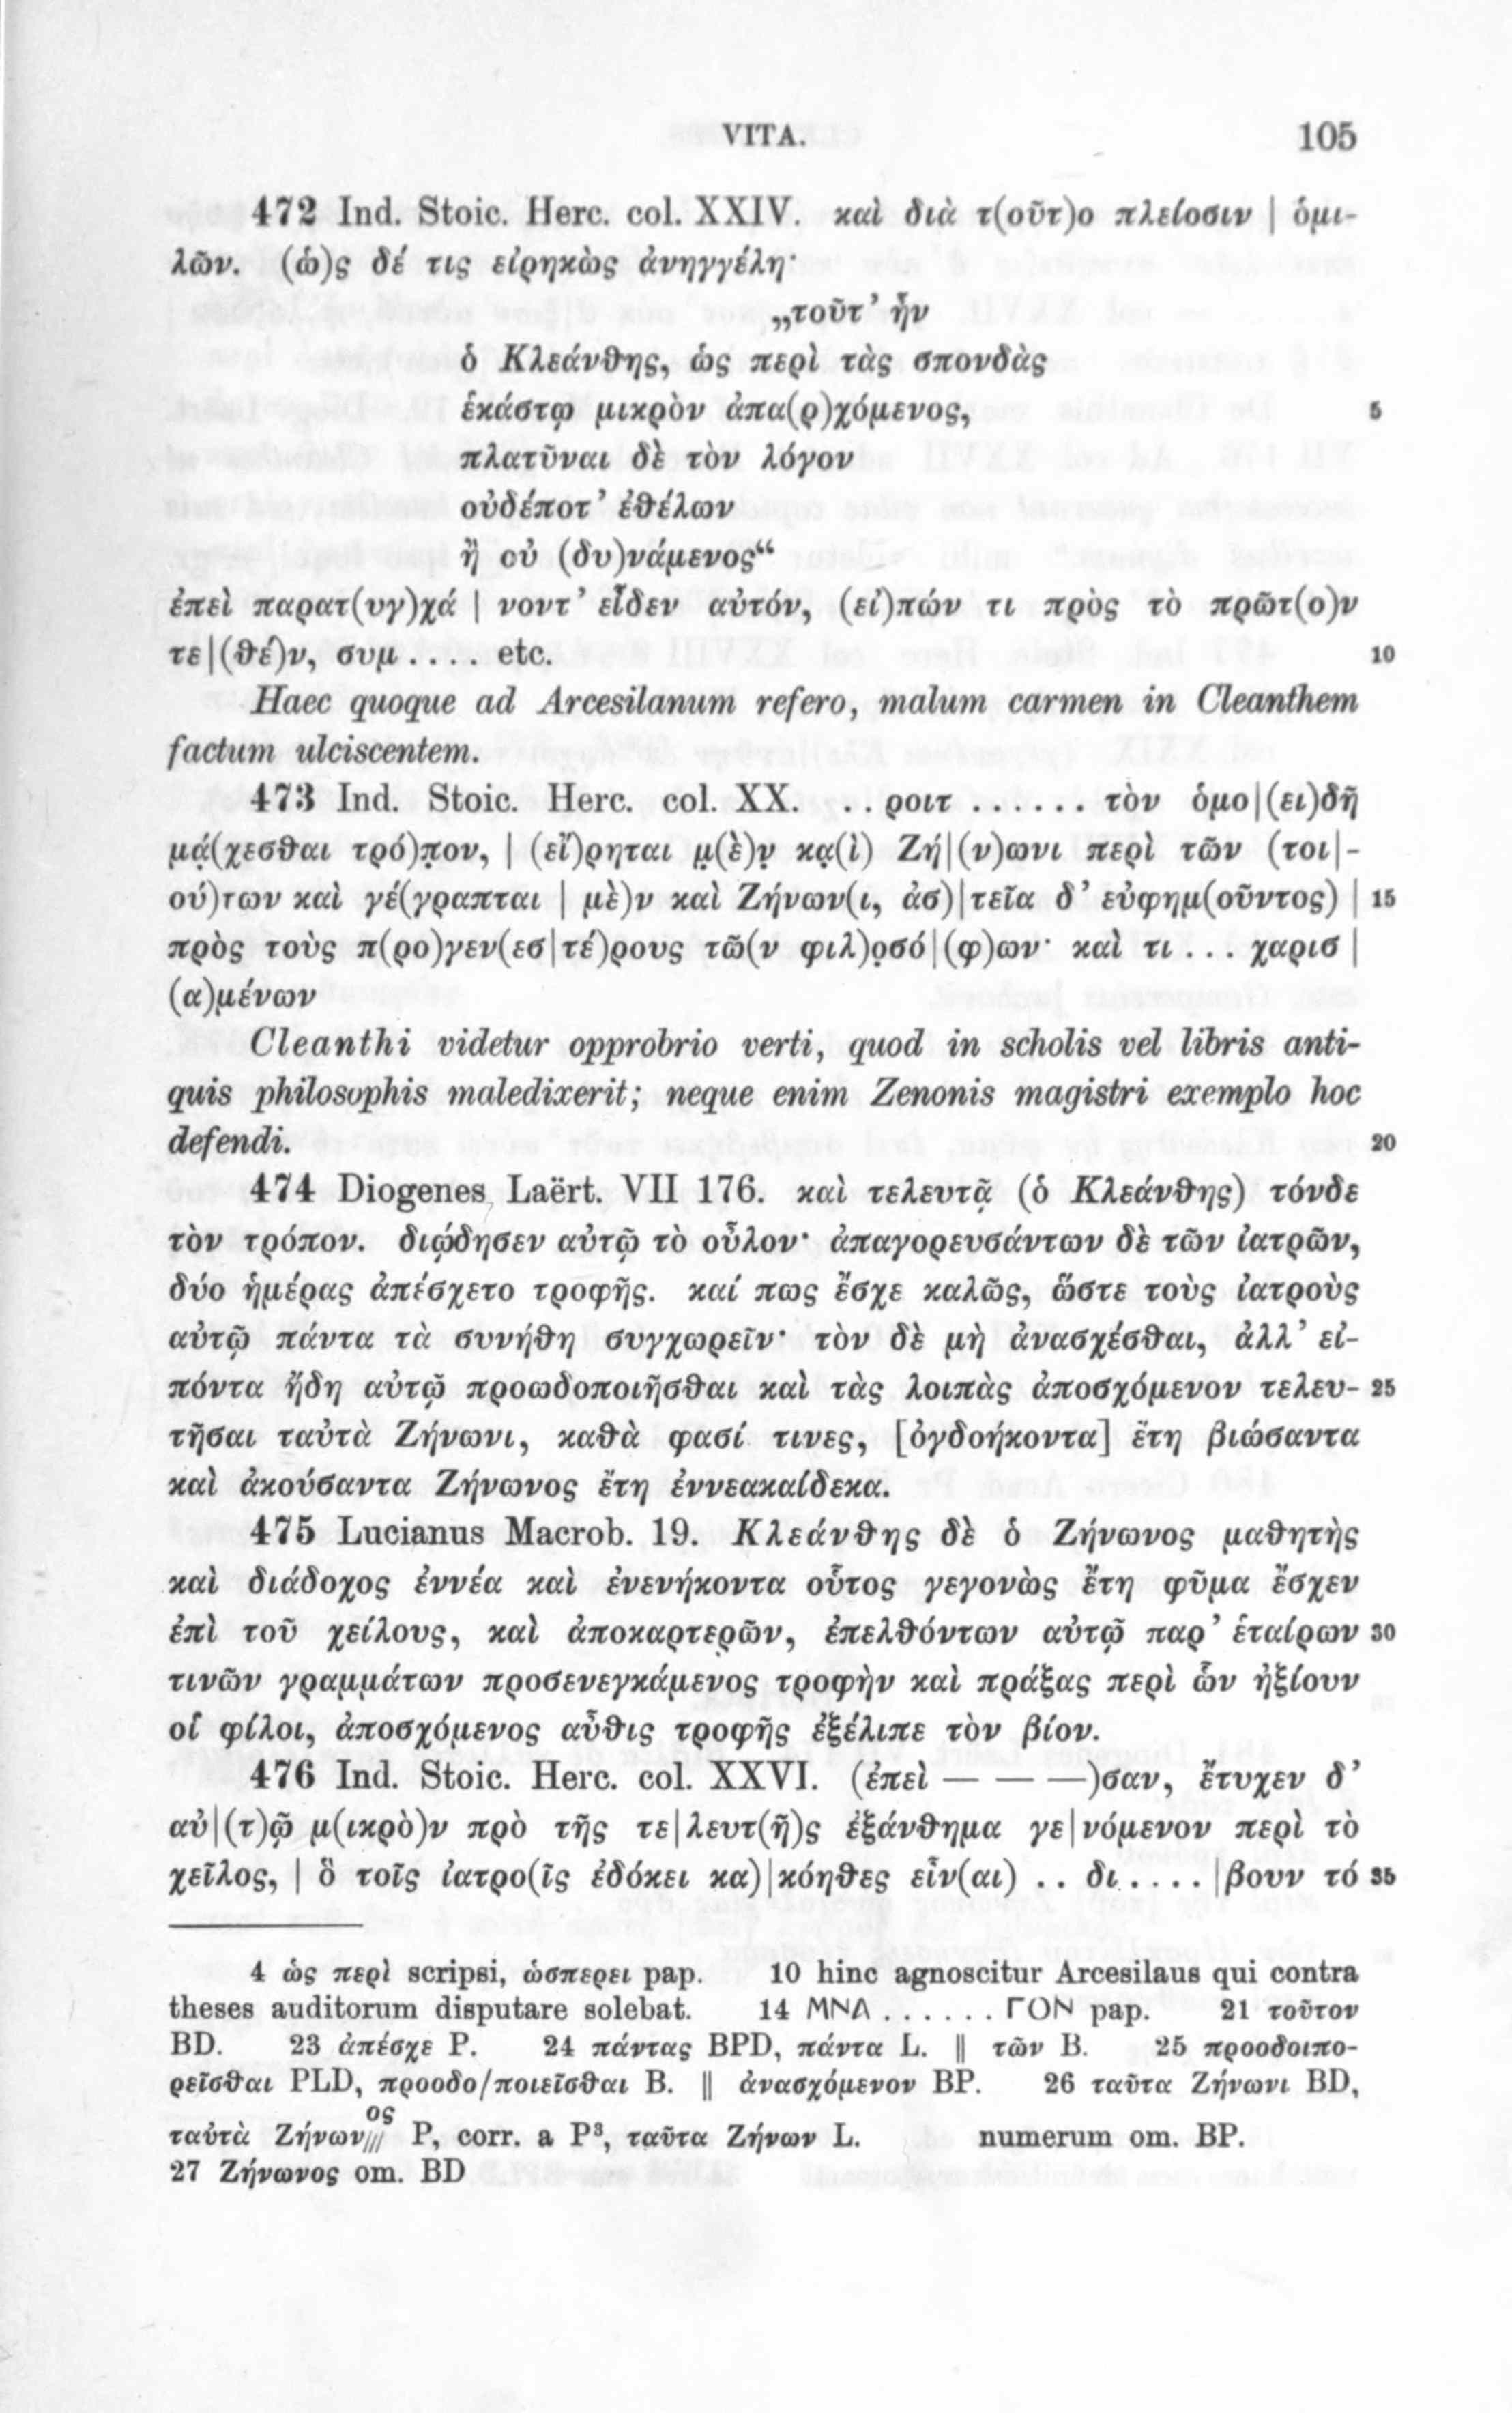 VITA. 105
472 Ind. Stoic. Herc. col. XXIV. καὶ διὰ τ(οῦτ)ο πλείοσιν | ὁμι-
λῶν. (ὡ)ς δέ τις εἰρηκὼς ἀνηγγέλη·
„τοῦτ’ ἦν
ὁ Κλεάνθης, ὡς περὶ τὰς σπονδὰς
ἑκάστῳ μικρὸν ἀπα(ρ)χόμενος, 5
πλατῦναι δὲ τὸν λόγον
οὐδέποτ’ ἐθέλων
ἢ οὐ (δυ)νάμενος“
ἐπεὶ παρατ(υγ)χά | νοντ’ εἶδεν αὐτόν, (εἰ)πών τι πρὸς τὸ πρῶτ(ο)ν
τε|(θέ)ν, συμ.... etc. 10
Haec quoque ad Arcesilanum refero, malum carmen in Cleanthem
factum ulciscentem.
473 Ind. Stoic. Herc. col. XX. ...ροιτ ...... τὸν ὁμο|(ει)δῆ
μά̣(χεσθαι τρό)π̣ον, | (εἴ)ρηται μ̣(ὲ)ν̣ κα̣(ὶ) Ζή|(ν)ωνι περὶ τῶν (τοι|-
ού)των καὶ γέ(γραπται | μὲ)ν καὶ Ζήνων(ι, ἀσ)|τεῖα δ’ εὐφημ(οῦντος) | 15
πρὸς τοὺς π(ρο)γεν(εσ|τέ)ρους τῶ(ν φιλ)ο̣σό|(φ)ων· καὶ τι ... χαρισ |
(α)μένων
Cleanthi videtur opprobrio verti, quod in scholis vel libris anti-
quis philosophis maledixerit; neque enim Zenonis magistri exemplo hoc
defendi. 20
474 Diogenes Laërt. VII 176. καὶ τελευτᾷ (ὁ Κλεάνθης) τόνδε
τὸν τρόπον. διῴδησεν αὐτῷ τὸ οὖλον· ἀπαγορευσάντων δὲ τῶν ἰατρῶν,
δύο ἡμέρας ἀπέσχετο τροφῆς. καί πως ἔσχε καλῶς, ὥστε τοὺς ἰατροὺς
αὐτῷ πάντα τὰ συνήθη συγχωρεῖν· τὸν δὲ μὴ ἀνασχέσθαι, ἀλλ’ εἰ-
πόντα ἤδη αὐτῷ προωδοποιῆσθαι καὶ τὰς λοιπὰς ἀποσχόμενον τελευ- 25
τῆσαι ταὐτὰ Ζήνωνι, καθὰ φασί τινες, [ὀγδοήκοντα] ἔτη βιώσαντα
καὶ ἀκούσαντα Ζήνωνος ἔτη ἐννεακαίδεκα.
475 Lucianus Macrob. 19. Κλεάνθης δὲ ὁ Ζήνωνος μαθητὴς
καὶ διάδοχος ἐννέα καὶ ἐνενήκοντα οὗτος γεγονὼς ἔτη φῦμα ἔσχεν
ἐπὶ τοῦ χείλους, καὶ ἀποκαρτερῶν, ἐπελθόντων αὐτῷ παρ’ ἑταίρων 30
τινῶν γραμμάτων προσενεγκάμενος τροφὴν καὶ πράξας περὶ ὧν ἠξίουν
οἱ φίλοι, ἀποσχόμενος αὖθις τροφῆς ἐξέλιπε τὸν βίον.
476 Ind. Stoic. Herc. col. XXVI. (ἐπεὶ — — —)σαν, ἔτυχεν δ’
αὐ|(τ)ῷ μ(ικρὸ)ν πρὸ τῆς τε|λευτ(ῆ)ς ἐξάνθημα γε|νόμενον περὶ τὸ
χεῖλος, | ὃ τοῖς ἰατρο(ῖς ἐδόκει κα)|κόηθες εἶν(αι) .. δι.....|βουν τό 35
4 ὡς περὶ scripsi, ὡσπερει pap. 10 hinc agnoscitur Arcesilaus qui contra
theses auditorum disputare solebat. 14 ΜΝΛ ...... ΓΟΝ pap. 21 τοῦτον
BD. 23 ἀπέσχε P. 24 πάντας BPD, πάντα L. || τῶν B. 25 προοδοιπο-
ρεῖσθαι PLD, προοδο/ποιεῖσθαι B. || ἀνασχόμενον BP. 26 ταῦτα Ζήνωνι BD,
ταὐτὰ Ζήνων///ος P, corr. a P³, ταῦτα Ζήνων L. numerum om. BP.
27 Ζήνωνος om. BD